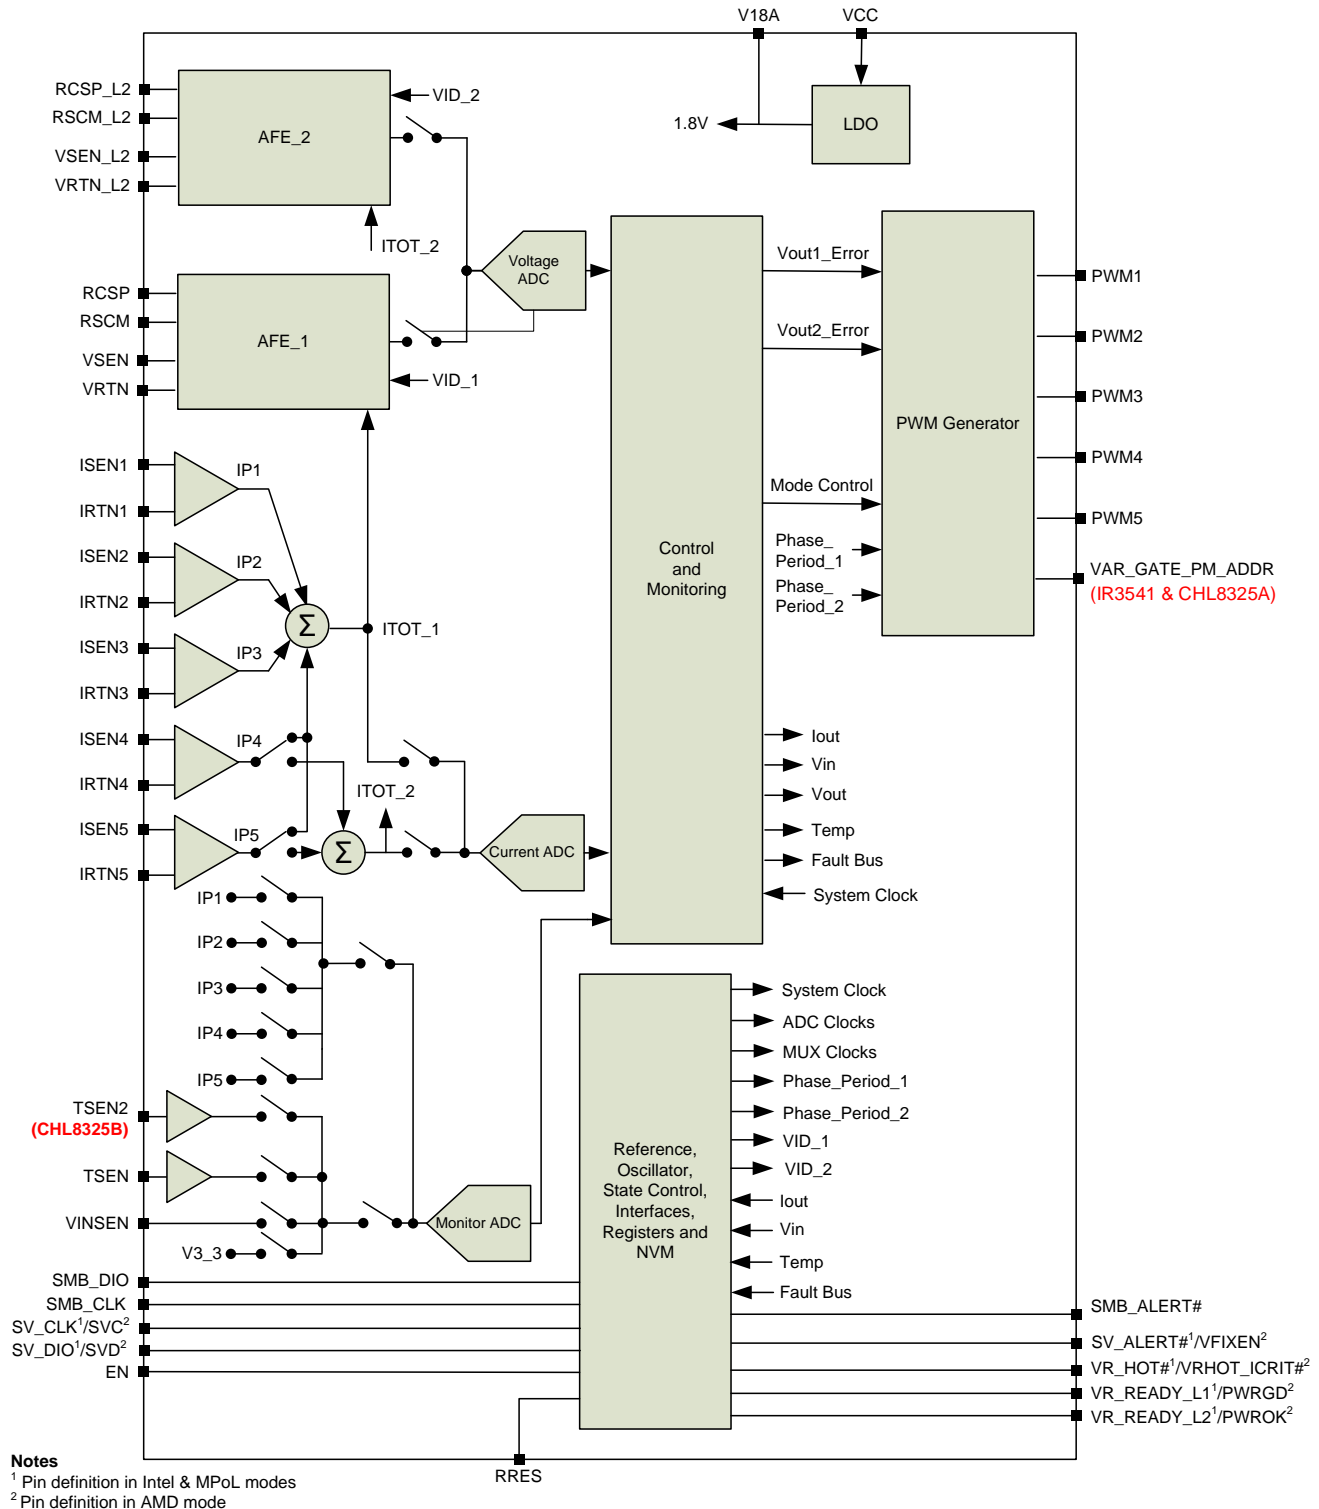 V18A
VCC
RCSP_L2
RSCM_L2
VSEN_L2
VRTN_L2
AFE_2
VID_2
1.8V
LDO
ITOT_2
Voltage
ADC
RCSP
RSCM
VSEN
VRTN
AFE_1
VID_1
Vout1_Error
Vout2_Error
Mode Control
Phase_
Period_1
Phase_
Period_2
PWM Generator
PWM1
PWM2
PWM3
PWM4
PWM5
VAR_GATE_PM_ADDR
(IR3541 & CHL8325A)
Control
and
Monitoring
ISEN1
IP1
IRTN1
ISEN2
IP2
IRTN2
ISEN3
IP3
IRTN3
Σ
ITOT_1
ISEN4
IP4
IRTN4
ITOT_2
ISEN5
IP5
IRTN5
Σ
Current ADC
Iout
Vin
Vout
Temp
Fault Bus
System Clock
IP1
IP2
IP3
IP4
IP5
TSEN2
(CHL8325B)
TSEN
VINSEN
V3_3
Monitor ADC
Reference,
Oscillator,
State Control,
Interfaces,
Registers and
NVM
System Clock
ADC Clocks
MUX Clocks
Phase_Period_1
Phase_Period_2
VID_1
VID_2
Iout
Vin
Temp
Fault Bus
SMB_DIO
SMB_CLK
SV_CLK¹/SVC²
SV_DIO¹/SVD²
EN
SMB_ALERT#
SV_ALERT#¹/VFIXEN²
VR_HOT#¹/VRHOT_ICRIT#²
VR_READY_L1¹/PWRGD²
VR_READY_L2¹/PWROK²
RRES
Notes
¹ Pin definition in Intel & MPoL modes
² Pin definition in AMD mode